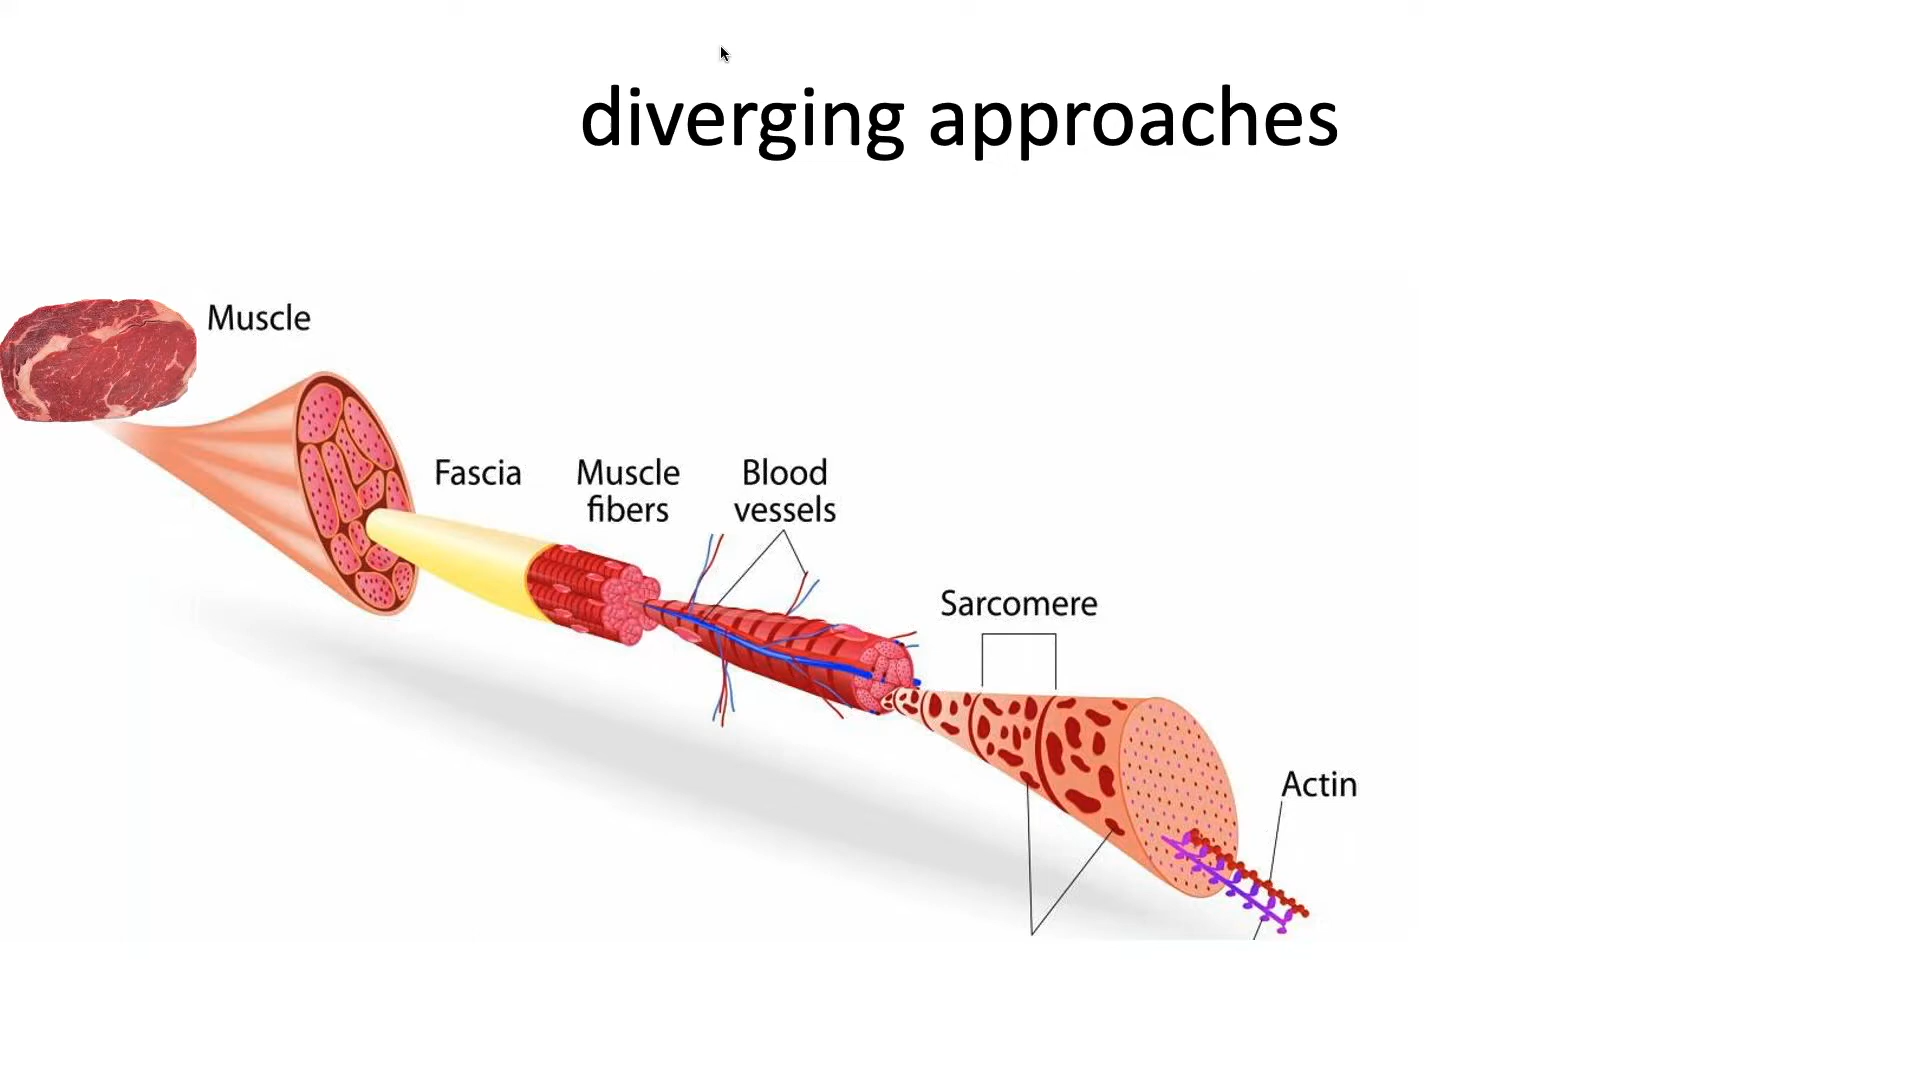 diverging approaches
Muscle
Fascia
Muscle
fibers
Blood
vessels
Sarcomere
Actin